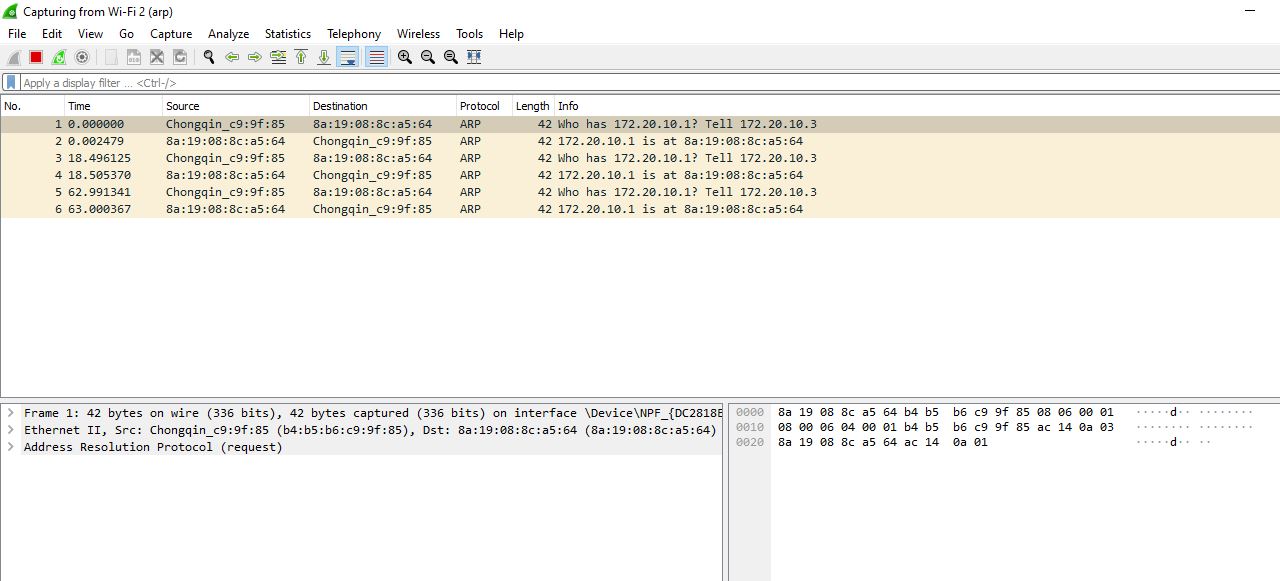 Capturing from Wi-Fi 2 (arp)
File Edit View Go Capture Analyze Statistics Telephony Wireless Tools Help
Apply a display filter ... <Ctrl-/>
No. Time Source Destination Protocol Length Info
1 0.000000 Chongqin_c9:9f:85 8a:19:08:8c:a5:64 ARP 42 Who has 172.20.10.1? Tell 172.20.10.3
2 0.002479 8a:19:08:8c:a5:64 Chongqin_c9:9f:85 ARP 42 172.20.10.1 is at 8a:19:08:8c:a5:64
3 18.496125 Chongqin_c9:9f:85 8a:19:08:8c:a5:64 ARP 42 Who has 172.20.10.1? Tell 172.20.10.3
4 18.505370 8a:19:08:8c:a5:64 Chongqin_c9:9f:85 ARP 42 172.20.10.1 is at 8a:19:08:8c:a5:64
5 62.991341 Chongqin_c9:9f:85 8a:19:08:8c:a5:64 ARP 42 Who has 172.20.10.1? Tell 172.20.10.3
6 63.000367 8a:19:08:8c:a5:64 Chongqin_c9:9f:85 ARP 42 172.20.10.1 is at 8a:19:08:8c:a5:64
Frame 1: 42 bytes on wire (336 bits), 42 bytes captured (336 bits) on interface \Device\NPF_{DC2818E
Ethernet II, Src: Chongqin_c9:9f:85 (b4:b5:b6:c9:9f:85), Dst: 8a:19:08:8c:a5:64 (8a:19:08:8c:a5:64)
Address Resolution Protocol (request)
0000 8a 19 08 8c a5 64 b4 b5 b6 c9 9f 85 08 06 00 01 ·····d·· ········
0010 08 00 06 04 00 01 b4 b5 b6 c9 9f 85 ac 14 0a 03 ········ ········
0020 8a 19 08 8c a5 64 ac 14 0a 01 ·····d·· ··